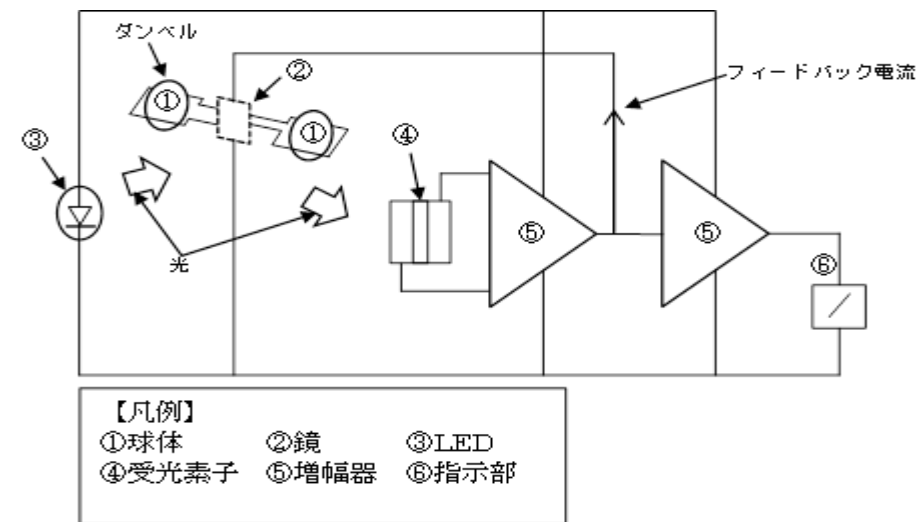 ダンベル
②
フィードバック電流
①
①
③
④
⑤
⑤
光
⑥
【凡例】
①球体 ②鏡 ③LED
④受光素子 ⑤増幅器 ⑥指示部